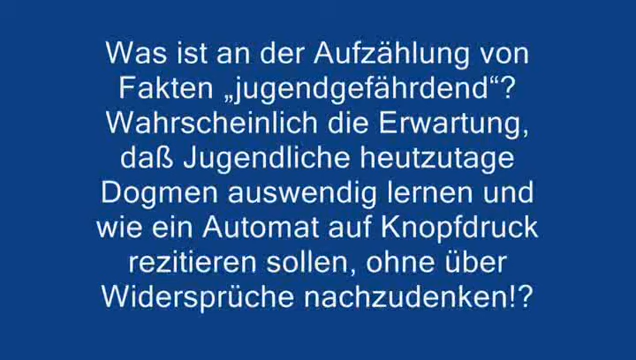 Was ist an der Aufzählung von
Fakten „jugendgefährdend“?
Wahrscheinlich die Erwartung,
daß Jugendliche heutzutage
Dogmen auswendig lernen und
wie ein Automat auf Knopfdruck
rezitieren sollen, ohne über
Widersprüche nachzudenken!?